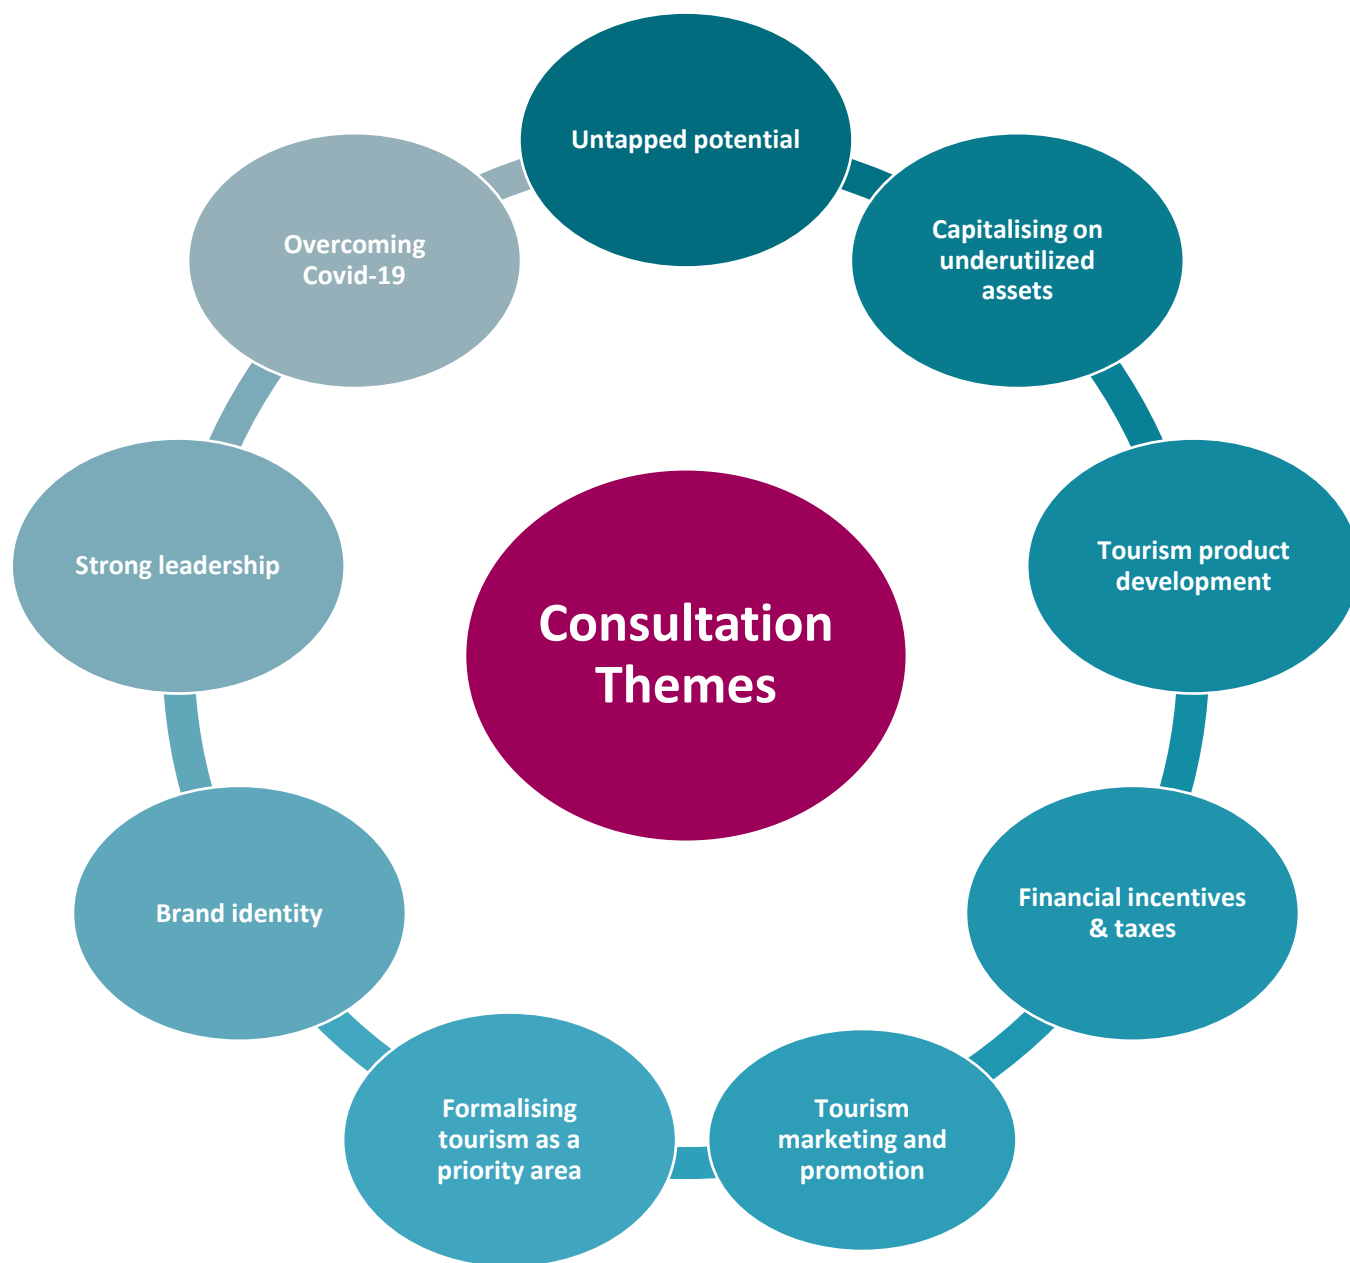 Untapped potential
Capitalising on
underutilized
assets
Tourism product
development
Financial incentives
& taxes
Tourism
marketing and
promotion
Formalising
tourism as a
priority area
Brand identity
Strong leadership
Overcoming
Covid-19
Consultation
Themes